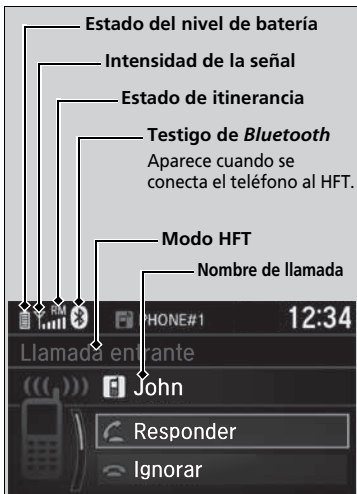 Estado del nivel de batería
Intensidad de la señal
Estado de itinerancia
Testigo de Bluetooth
Aparece cuando se
conecta el teléfono al HFT.
Modo HFT
Nombre de llamada
RM
PHONE#1 12:34
Llamada entrante
John
Responder
Ignorar